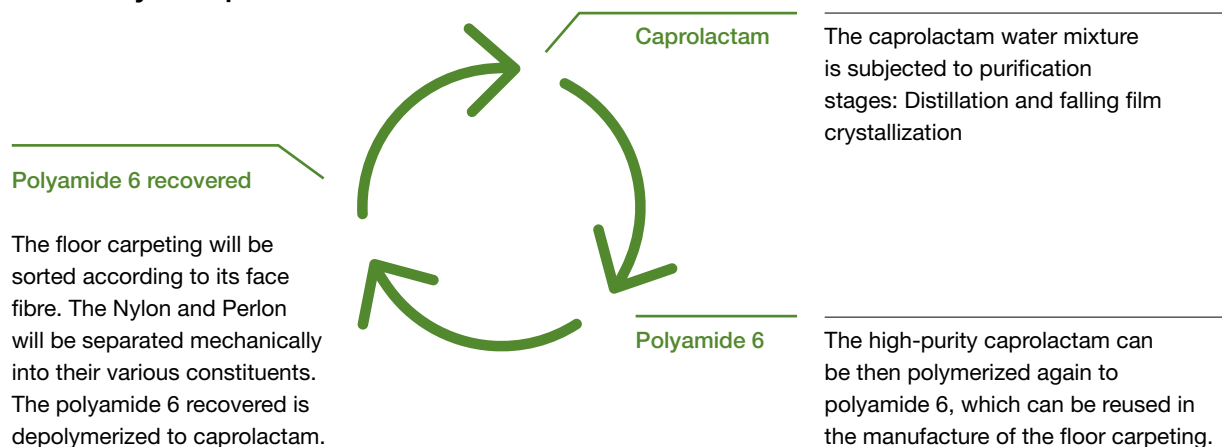 Caprolactam
The caprolactam water mixture
is subjected to purification
stages: Distillation and falling film
crystallization
Polyamide 6 recovered
The floor carpeting will be
sorted according to its face
fibre. The Nylon and Perlon
will be separated mechanically
into their various constituents.
The polyamide 6 recovered is
depolymerized to caprolactam.
Polyamide 6
The high-purity caprolactam can
be then polymerized again to
polyamide 6, which can be reused in
the manufacture of the floor carpeting.